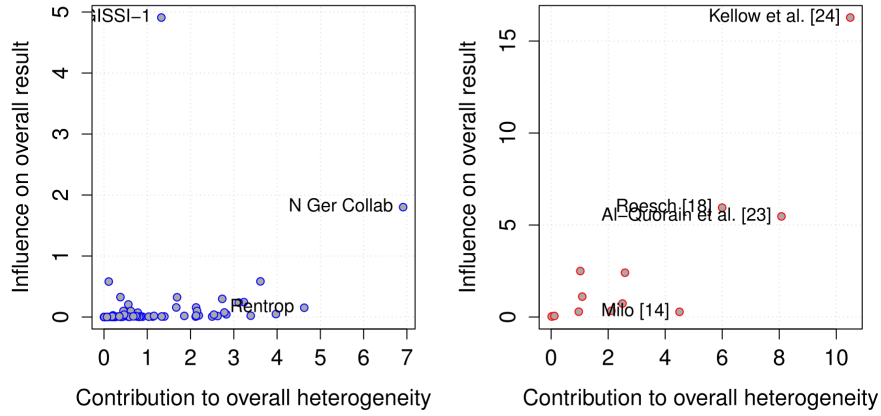 5
4
3
2
1
0
Influence on overall result
GISSI−1
N Ger Collab
Rentrop
0 1 2 3 4 5 6 7
Contribution to overall heterogeneity
15
10
5
0
Influence on overall result
Kellow et al. [24]
Roesch [18]
Al−Quorain et al. [23]
Milo [14]
0 2 4 6 8 10
Contribution to overall heterogeneity